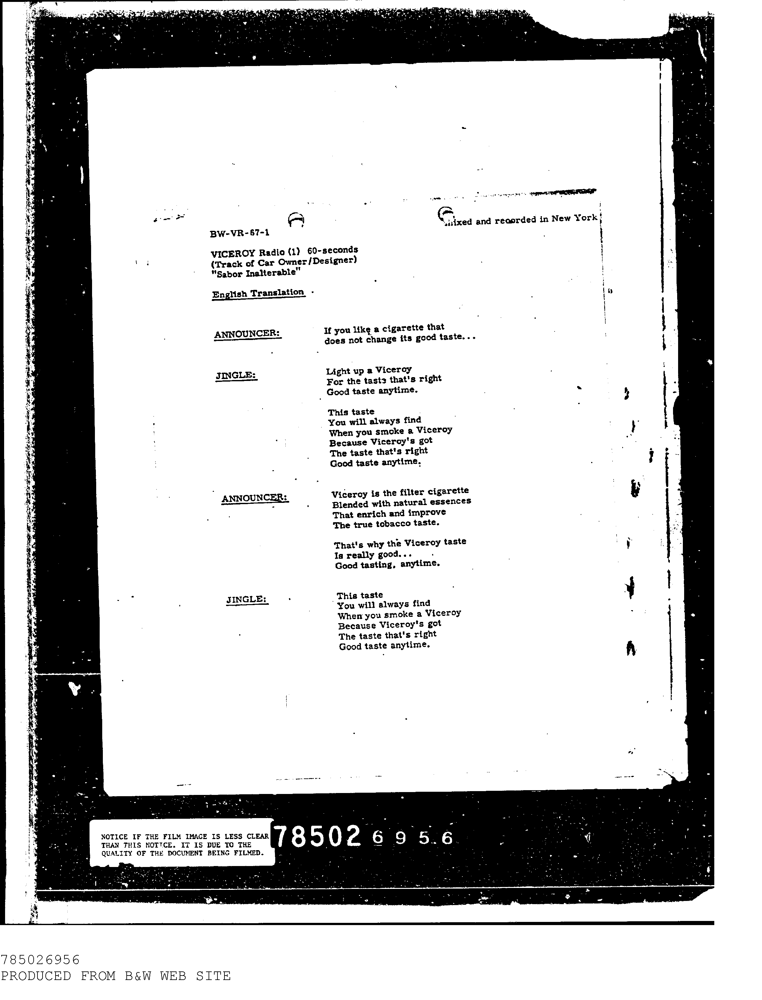 Mixed and recorded in New York
BW-VR-67-1
VICEROY Radio (1) 60-seconds
(Track of Car Owner/Designer)
"Sabor Inalterable"
English Translation
ANNOUNCER:
If you like a cigarette that
does not change its good taste...
JINGLE:
Light up a Viceroy
For the taste that's right
Good taste anytime.
This taste
You will always find
When you smoke a Viceroy
Because Viceroy's got
The taste that's right
Good taste anytime.
ANNOUNCER:
Viceroy is the filter cigarette
Blended with natural essences
That enrich and improve
The true tobacco taste.
That's why the Viceroy taste
Is really good...
Good tasting, anytime.
JINGLE:
This taste
You will always find
When you smoke a Viceroy
Because Viceroy's got
The taste that's right
Good taste anytime.
NOTICE IF THE FILM IMAGE IS LESS CLEAR
THAN THIS NOTICE. IT IS DUE TO THE
QUALITY OF THE DOCUMENT BEING FILMED.
78502 6956
785026956
PRODUCED FROM B&W WEB SITE